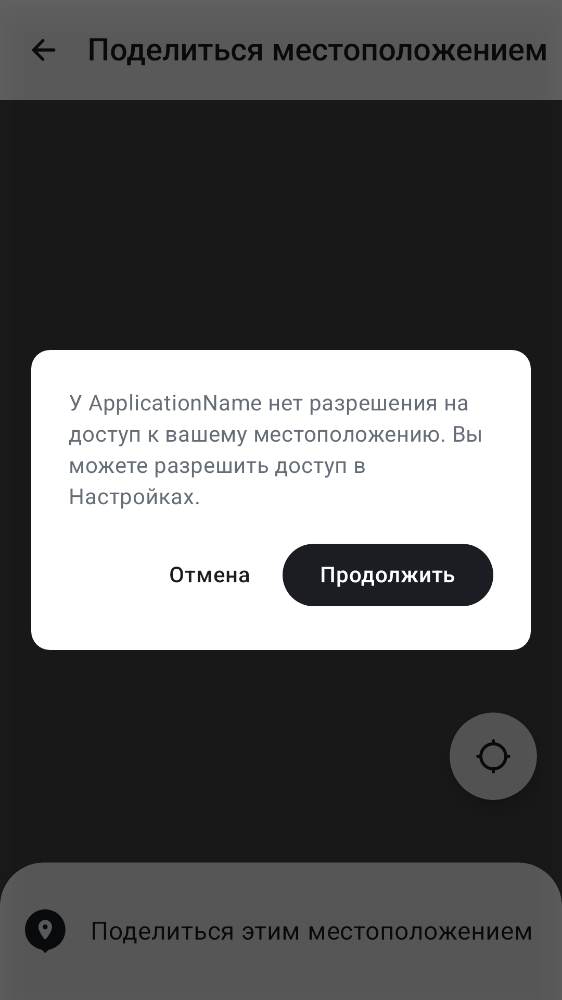 Поделиться местоположением
У ApplicationName нет разрешения на
доступ к вашему местоположению. Вы
можете разрешить доступ в
Настройках.
Отмена
Продолжить
Поделиться этим местоположением